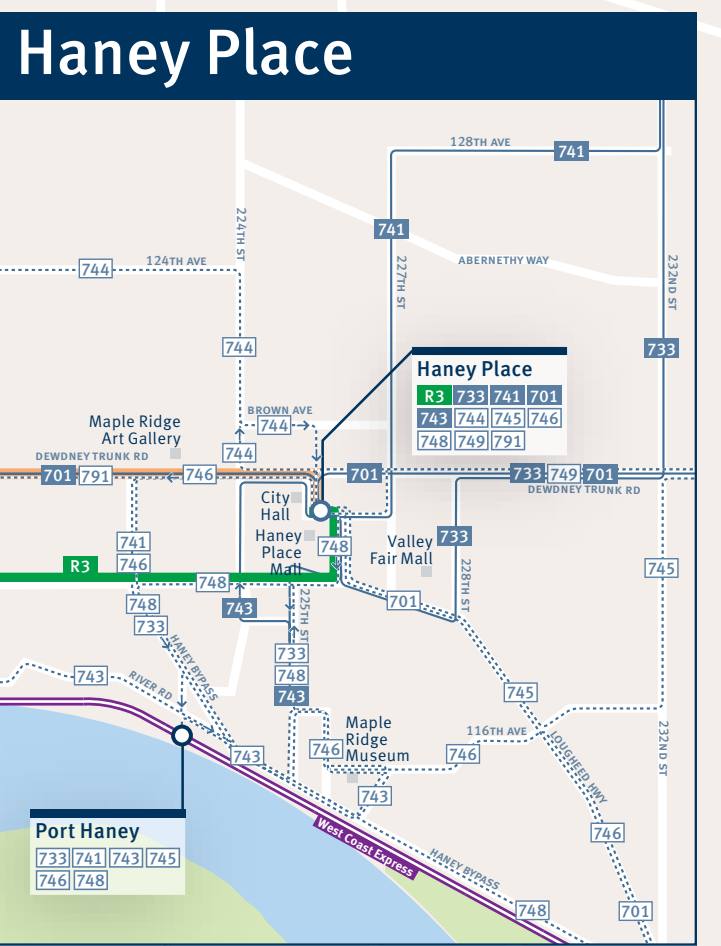 Haney Place
128TH AVE
741
224TH ST
741
ABERNETHY WAY
124TH AVE
744
227TH ST
232ND ST
744
733
Haney Place
R3 733 741 701
743 744 745 746
748 749 791
BROWN AVE
744
Maple Ridge
Art Gallery
744
DEWDNEY TRUNK RD
701 791
746
701
733 749 701
DEWDNEY TRUNK RD
City
Hall
Haney
Place
Mall
748
Valley
Fair Mall
733
741
746
R3
748
745
748
743
225TH ST
228TH ST
701
733
HANEY BYPASS
733
748
743
743
RIVER RD
745
Maple
Ridge
Museum
746
743
116TH AVE
746
232ND ST
LOUGHEED HWY
743
Port Haney
733 741 743 745
746 748
West Coast Express
HANEY BYPASS
746
748
701